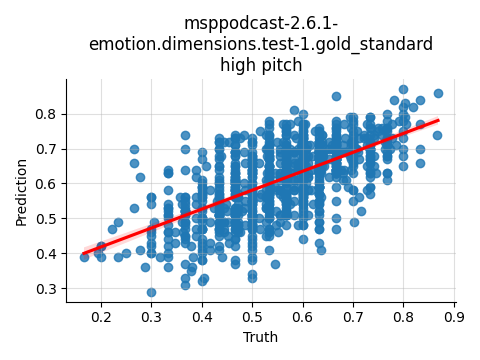 msppodcast-2.6.1-
emotion.dimensions.test-1.gold_standard
high pitch
Prediction
0.8
0.7
0.6
0.5
0.4
0.3
0.2 0.3 0.4 0.5 0.6 0.7 0.8 0.9
Truth